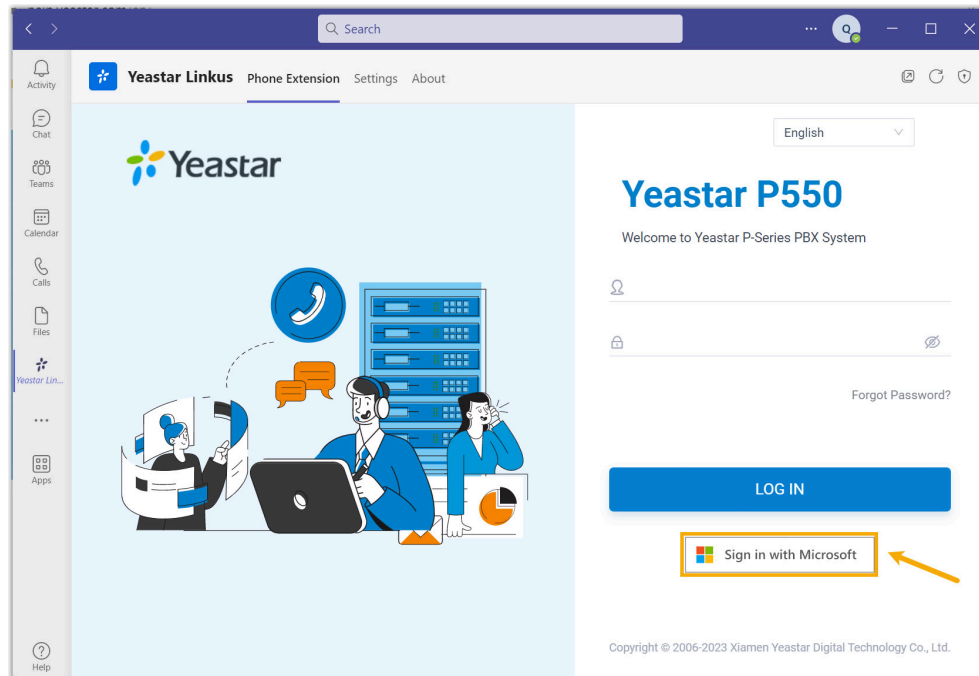 Search
...
Q
Activity
Yeastar Linkus
Phone Extension
Settings
About
Chat
Teams
Calendar
Calls
Files
Yeastar Lin...
...
Apps
Help
Yeastar
English
Yeastar P550
Welcome to Yeastar P-Series PBX System
Forgot Password?
LOG IN
Sign in with Microsoft
Copyright © 2006-2023 Xiamen Yeastar Digital Technology Co., Ltd.